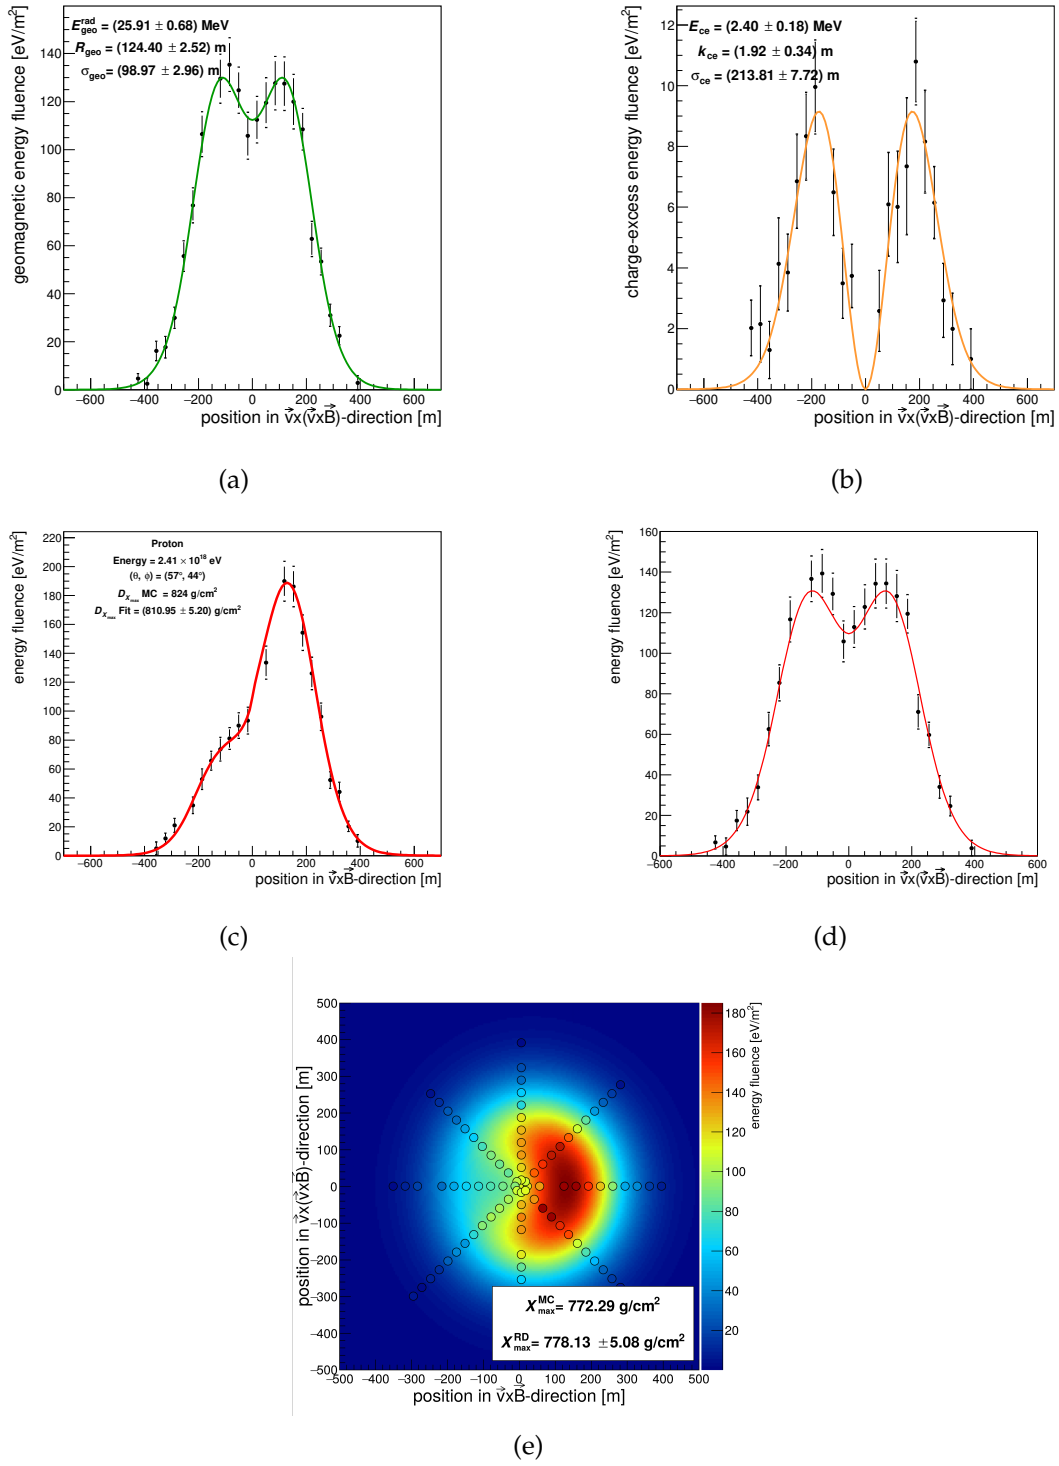 E_geo^rad = (25.91 ± 0.68) MeV
R_geo = (124.40 ± 2.52) m
σ_geo = (98.97 ± 2.96) m
geomagnetic energy fluence [eV/m²]
140
120
100
80
60
40
20
0
−600 −400 −200 0 200 400 600
position in v⃗x(v⃗xB⃗)-direction [m]
(a)
E_ce = (2.40 ± 0.18) MeV
k_ce = (1.92 ± 0.34) m
σ_ce = (213.81 ± 7.72) m
charge-excess energy fluence [eV/m²]
12
10
8
6
4
2
0
−600 −400 −200 0 200 400 600
position in v⃗x(v⃗xB⃗)-direction [m]
(b)
Proton
Energy = 2.41 × 10¹⁸ eV
(θ, ϕ) = (57°, 44°)
D_Xmax MC = 824 g/cm²
D_Xmax Fit = (810.95 ± 5.20) g/cm²
energy fluence [eV/m²]
220
200
180
160
140
120
100
80
60
40
20
0
−600 −400 −200 0 200 400 600
position in v⃗xB⃗-direction [m]
(c)
energy fluence [eV/m²]
160
140
120
100
80
60
40
20
0
−600 −400 −200 0 200 400 600
position in v⃗x(v⃗xB⃗)-direction [m]
(d)
position in v⃗x(v⃗xB⃗)-direction [m]
500
400
300
200
100
0
−100
−200
−300
−400
−500
−500 −400 −300 −200 −100 0 100 200 300 400 500
position in v⃗xB⃗-direction [m]
X_max^MC = 772.29 g/cm²
X_max^RD = 778.13 ±5.08 g/cm²
180
160
140
120
100
80
60
40
20
energy fluence [eV/m²]
(e)